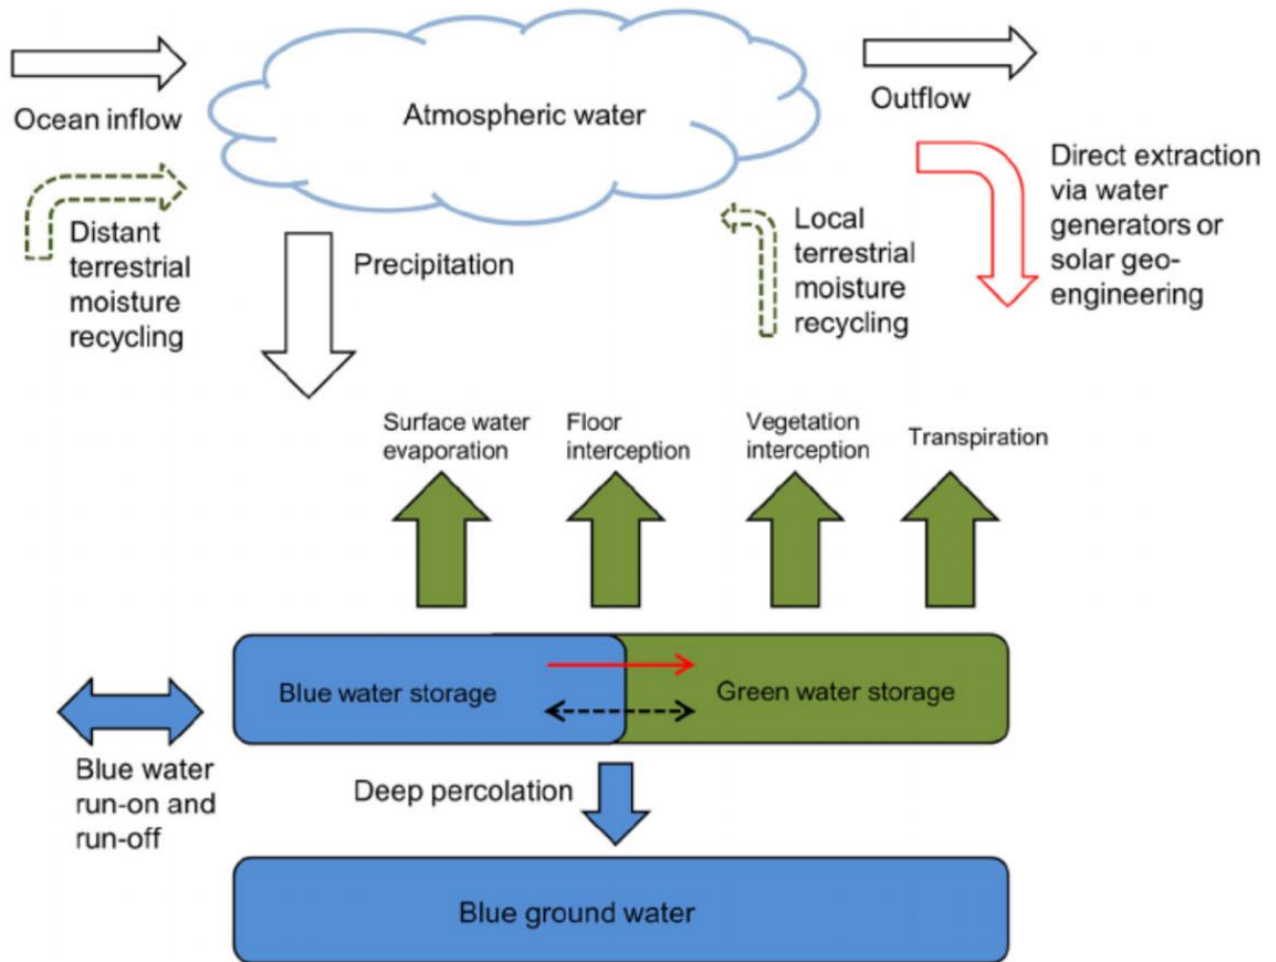 Ocean inflow
Atmospheric water
Outflow
Distant
terrestrial
moisture
recycling
Precipitation
Local
terrestrial
moisture
recycling
Direct extraction
via water
generators or
solar geo-
engineering
Surface water
evaporation
Floor
interception
Vegetation
interception
Transpiration
Blue water storage
Green water storage
Blue water
run-on and
run-off
Deep percolation
Blue ground water